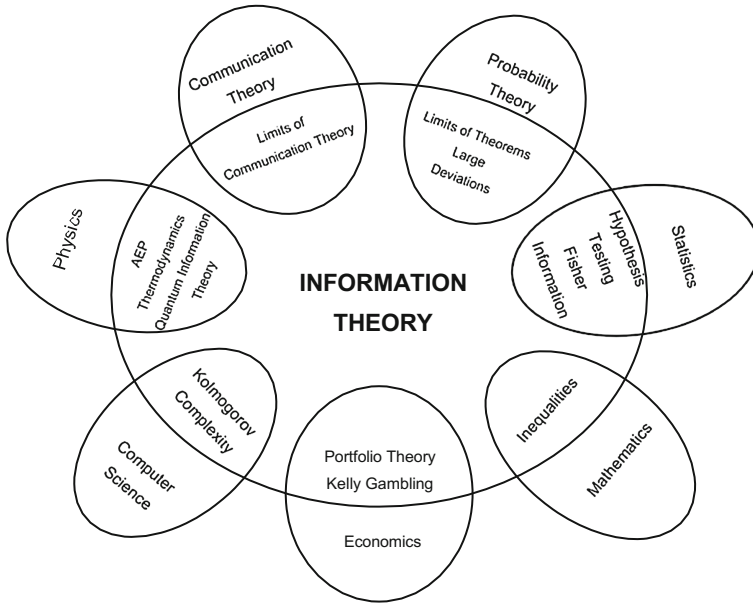 Communication
Theory
Limits of
Communication Theory
Probability
Theory
Limits of Theorems
Large
Deviations
Physics
AEP
Thermodynamics
Quantum Information
Theory
INFORMATION
THEORY
Statistics
Hypothesis
Testing
Fisher
Information
Computer
Science
Kolmogorov
Complexity
Portfolio Theory
Kelly Gambling
Economics
Inequalities
Mathematics